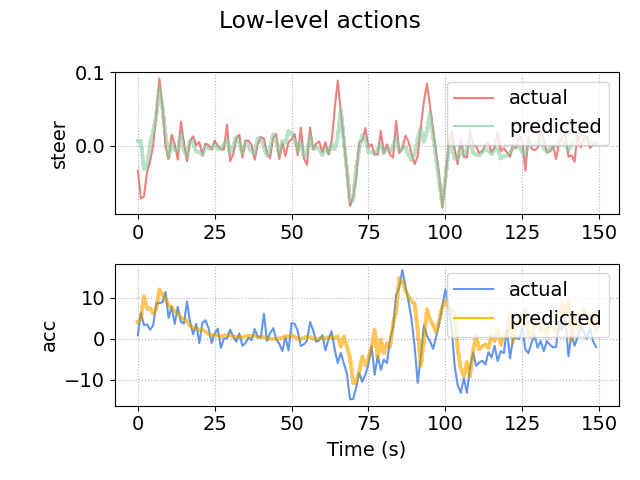 Low-level actions
0.1
0.0
steer
actual
predicted
0 25 50 75 100 125 150
10
0
−10
acc
actual
predicted
0 25 50 75 100 125 150
Time (s)